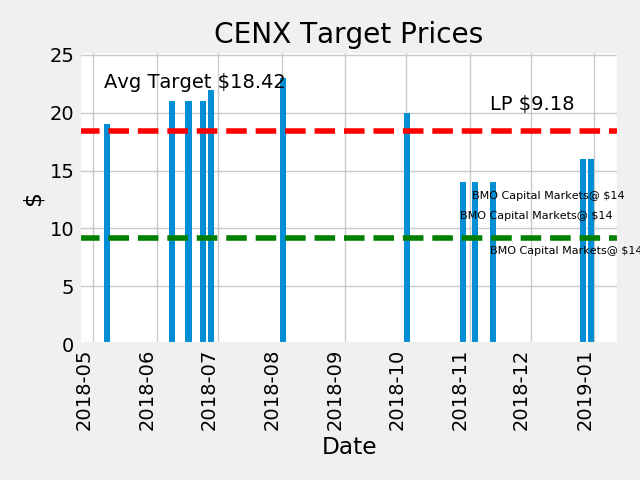 CENX Target Prices
25
Avg Target $18.42
LP $9.18
20
15
BMO Capital Markets@ $14
BMO Capital Markets@ $14
10
BMO Capital Markets@ $14
5
0
$
2018-05
2018-06
2018-07
2018-08
2018-09
2018-10
2018-11
2018-12
2019-01
Date